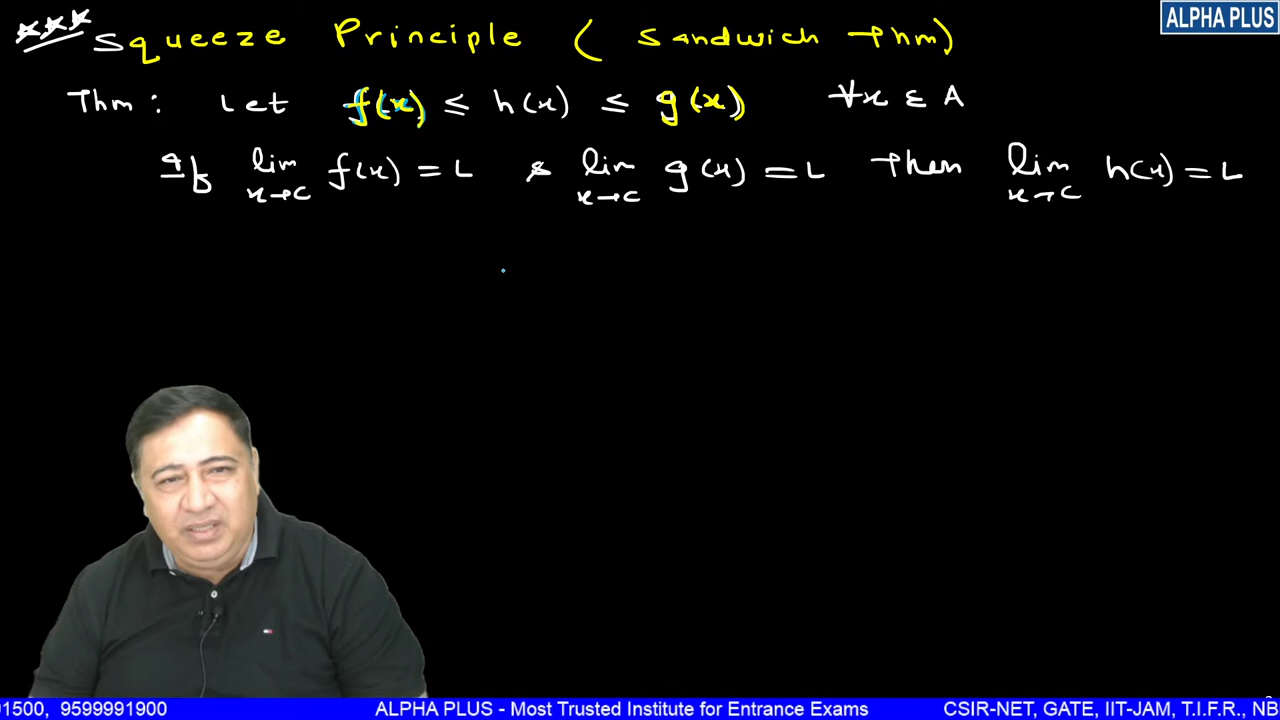 ALPHA PLUS
Squeeze Principle ( Sandwich Thm)
Thm : Let f(x) ≤ h(x) ≤ g(x) ∀x ∈ A
If lim x→c f(x) = L & lim x→c g(x) = L Then lim x→c h(x) = L
91500, 9599991900 ALPHA PLUS - Most Trusted Institute for Entrance Exams CSIR-NET, GATE, IIT-JAM, T.I.F.R., NB